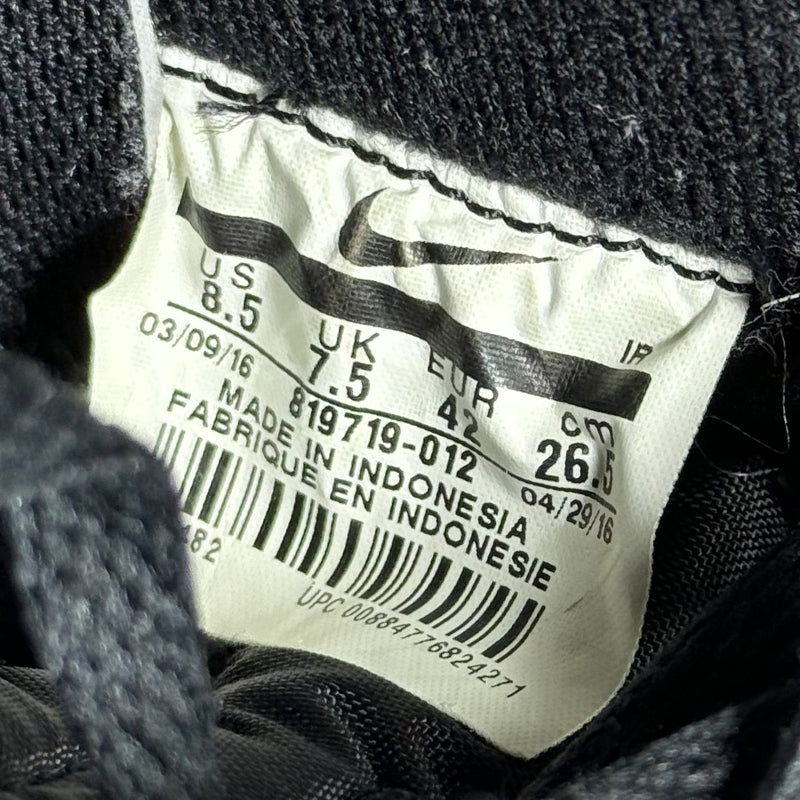 IP
US UK EUR cm
8.5 7.5 42 26.5
03/09/16 819719-012 04/29/16
MADE IN INDONESIA
FABRIQUE EN INDONESIE
UPC 00884776824271